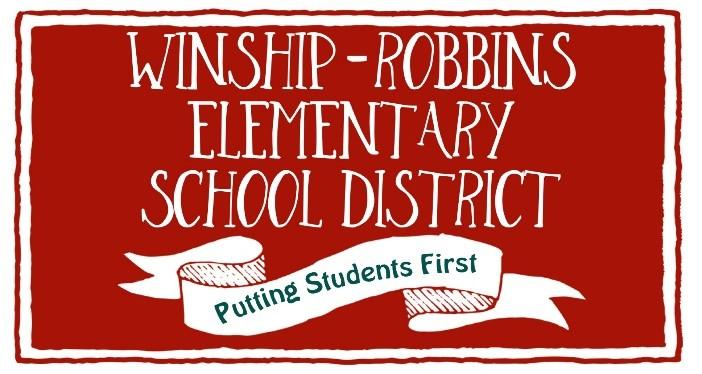 WINSHIP-ROBBINS
ELEMENTARY
SCHOOL DISTRICT
Putting Students First